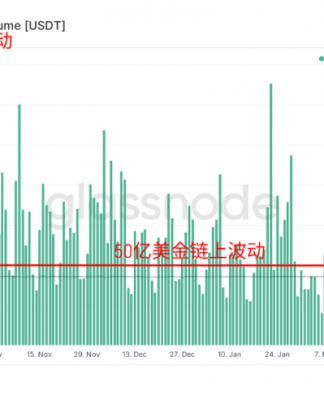 ume [USDT]
动
glassnode
50亿美金链上波动
15. Nov 29. Nov 13. Dec 27. Dec 10. Jan 24. Jan 7.